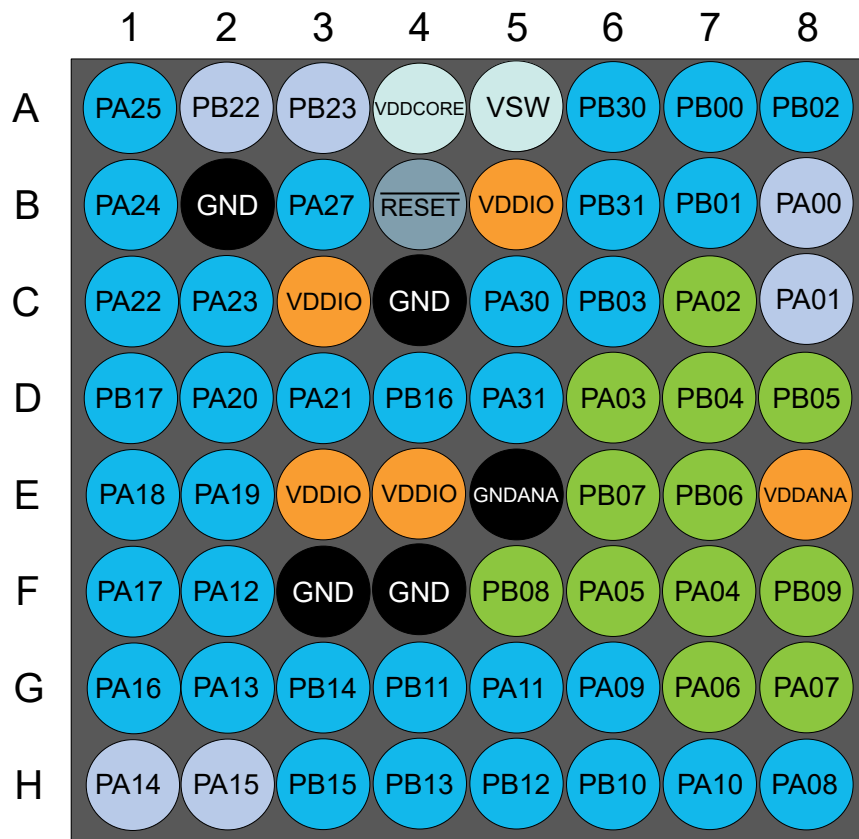 1 2 3 4 5 6 7 8
A PA25 PB22 PB23 VDDCORE VSW PB30 PB00 PB02
B PA24 GND PA27 RESET VDDIO PB31 PB01 PA00
C PA22 PA23 VDDIO GND PA30 PB03 PA02 PA01
D PB17 PA20 PA21 PB16 PA31 PA03 PB04 PB05
E PA18 PA19 VDDIO VDDIO GNDANA PB07 PB06 VDDANA
F PA17 PA12 GND GND PB08 PA05 PA04 PB09
G PA16 PA13 PB14 PB11 PA11 PA09 PA06 PA07
H PA14 PA15 PB15 PB13 PB12 PB10 PA10 PA08